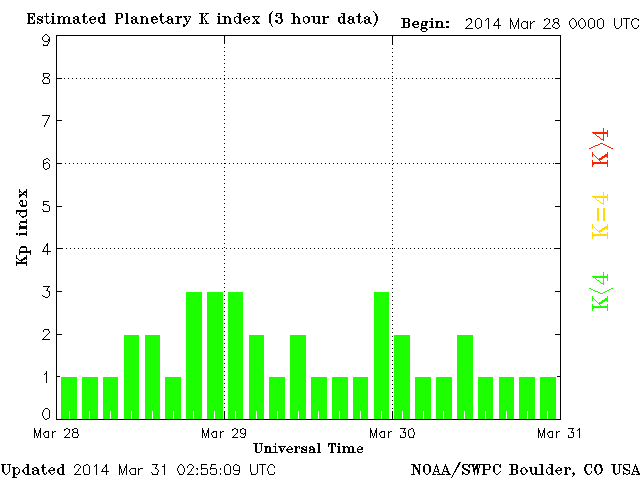 Estimated Planetary K index (3 hour data) Begin: 2014 Mar 28 0000 UTC
9
8
7
6
5
4
3
2
1
0
Kp index
K>4
K=4
K<4
Mar 28 Mar 29 Mar 30 Mar 31
Universal Time
Updated 2014 Mar 31 02:55:09 UTC NOAA/SWPC Boulder, CO USA